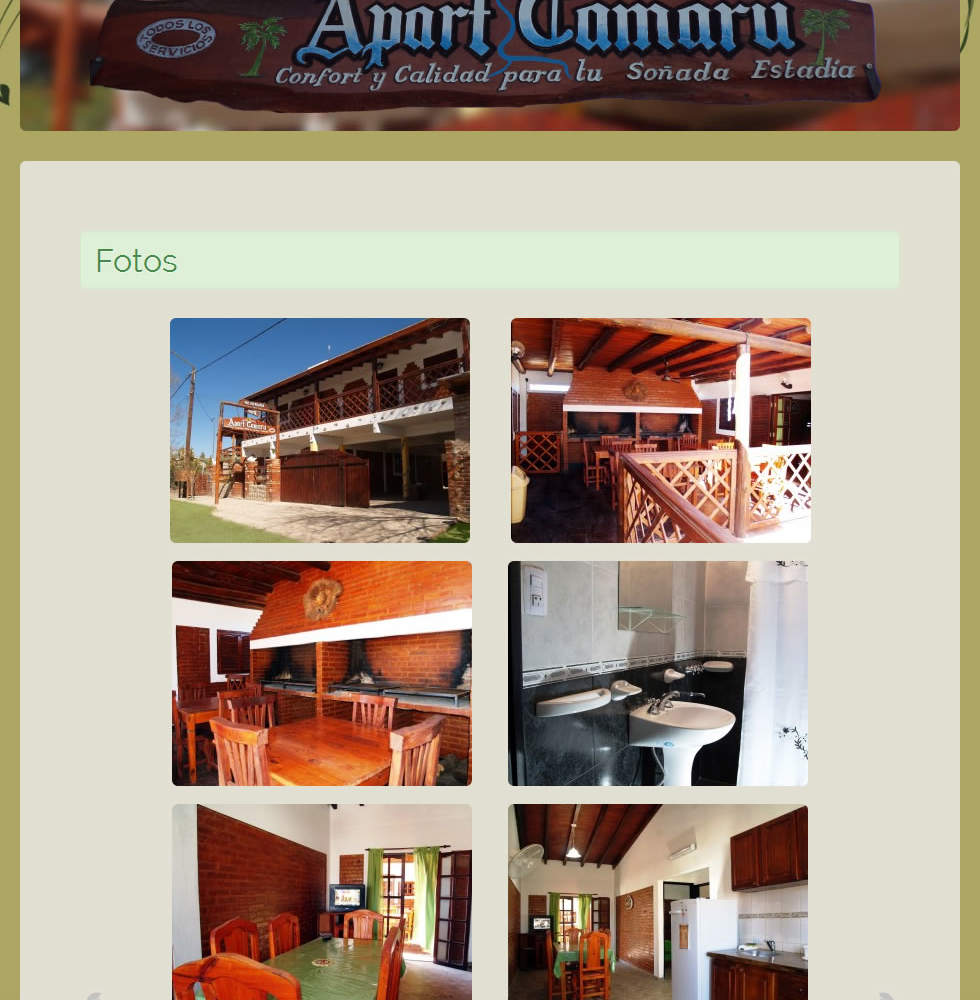 Apart Camaru
TODOS LOS
SERVICIOS
Confort y Calidad para tu Soñada Estadía
Fotos
Apart Camaru